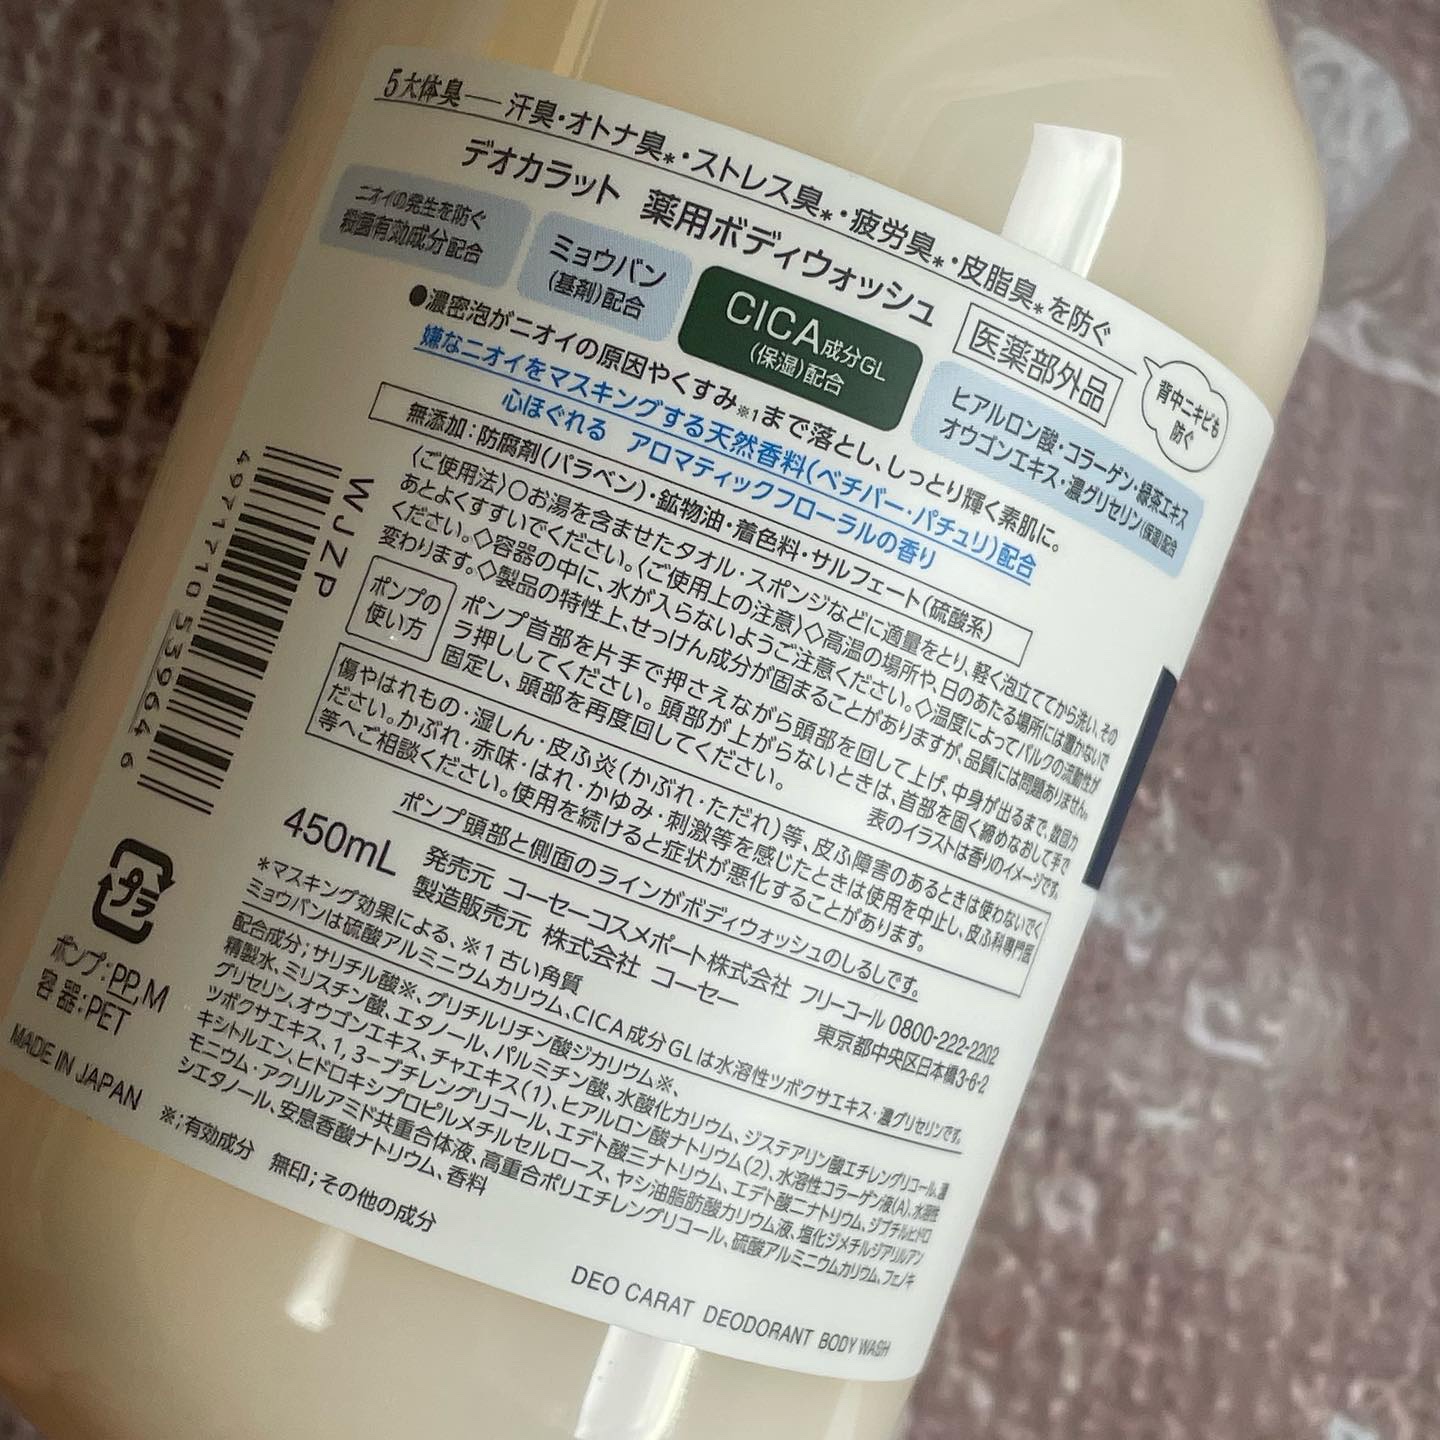 5大体臭──汗臭・オトナ臭*・ストレス臭*・疲労臭*・皮脂臭*を防ぐ
デオカラット 薬用ボディウォッシュ
医薬部外品
背中ニキビも
防ぐ
ニオイの発生を防ぐ
殺菌有効成分配合
ミョウバン
(基剤)配合
CICA成分GL
(保湿)配合
ヒアルロン酸・コラーゲン・緑茶エキス
オウゴンエキス・濃グリセリン(保湿)配合
●濃密泡がニオイの原因やくすみ※1まで落とし、しっとり輝く素肌に。
嫌なニオイをマスキングする天然香料(ベチバー・パチュリ)配合
心ほぐれる アロマティックフローラルの香り
無添加:防腐剤(パラベン)・鉱物油・着色料・サルフェート(硫酸系)
〈ご使用法〉○お湯を含ませたタオル・スポンジなどに適量をとり、軽く泡立ててから洗い、その
あとよくすすいでください。〈ご使用上の注意〉◇高温の場所や、日のあたる場所には置かないで
ください。◇容器の中に、水が入らないようご注意ください。◇温度によってバルクの流動性が
変わります。◇製品の特性上、せっけん成分が固まることがありますが、品質には問題ありません。
ポンプの
使い方
ポンプ首部を片手で押さえながら頭部を回して上げ、中身が出るまで、数回カ
ラ押ししてください。頭部が上がらないときは、首部を固く締めなおして手で
固定し、頭部を再度回してください。
表のイラストは香りのイメージです。
傷やはれもの・湿しん・皮ふ炎(かぶれ・ただれ)等、皮ふ障害のあるときは使わないでく
ださい。かぶれ・赤味・はれ・かゆみ・刺激等を感じたときは使用を中止し、皮ふ科専門医
等へご相談ください。使用を続けると症状が悪化することがあります。
ポンプ頭部と側面のラインがボディウォッシュのしるしです。
450mL
発売元 コーセーコスメポート株式会社 フリーコール 0800-222-2202
製造販売元 株式会社 コーセー
東京都中央区日本橋3-6-2
*マスキング効果による、※1 古い角質
ミョウバンは硫酸アルミニウムカリウム、CICA成分GLは水溶性ツボクサエキス・濃グリセリンです。
配合成分;サリチル酸※、グリチルリチン酸ジカリウム※、
精製水、ミリスチン酸、エタノール、パルミチン酸、水酸化カリウム、ジステアリン酸エチレングリコール、濃
グリセリン、オウゴンエキス、チャエキス(1)、ヒアルロン酸ナトリウム(2)、水溶性コラーゲン液(A)、水溶性
ツボクサエキス、1,3-ブチレングリコール、エデト酸三ナトリウム、エデト酸二ナトリウム、ジブチルヒドロ
キシトルエン、ヒドロキシプロピルメチルセルロース、ヤシ油脂肪酸カリウム液、塩化ジメチルジアリルアン
モニウム・アクリルアミド共重合体液、高重合ポリエチレングリコール、硫酸アルミニウムカリウム、フェノキ
シエタノール、安息香酸ナトリウム、香料
※;有効成分 無印;その他の成分
WJZP
4971710539646
プラ
ポンプ:PP,M
容器:PET
MADE IN JAPAN
DEO CARAT DEODORANT BODY WASH